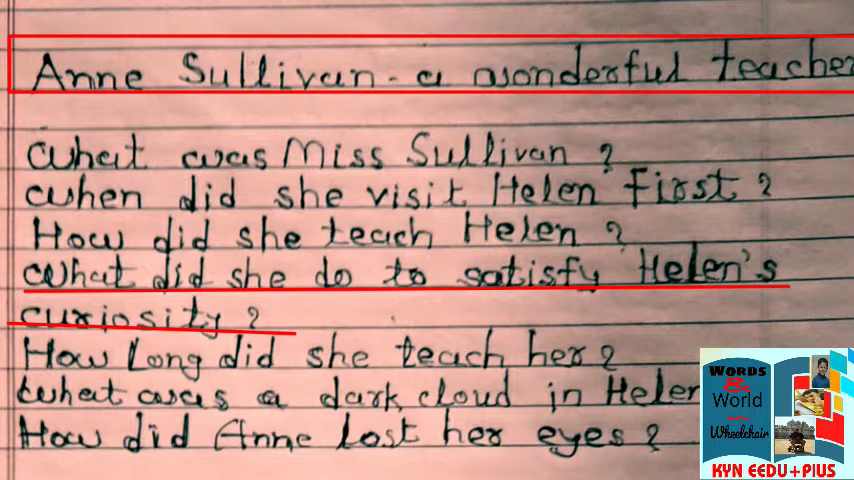 Anne Sullivan - a wonderful teacher
What was Miss Sullivan ?
When did she visit Helen First ?
How did she teach Helen ?
What did she do to satisfy Helen's
curiosity ?
How Long did she teach her ?
What was a dark cloud in Helen
How did Anne lost her eyes ?
WORDS
&
World
Wheelchair
KYN EEDU+PIUS